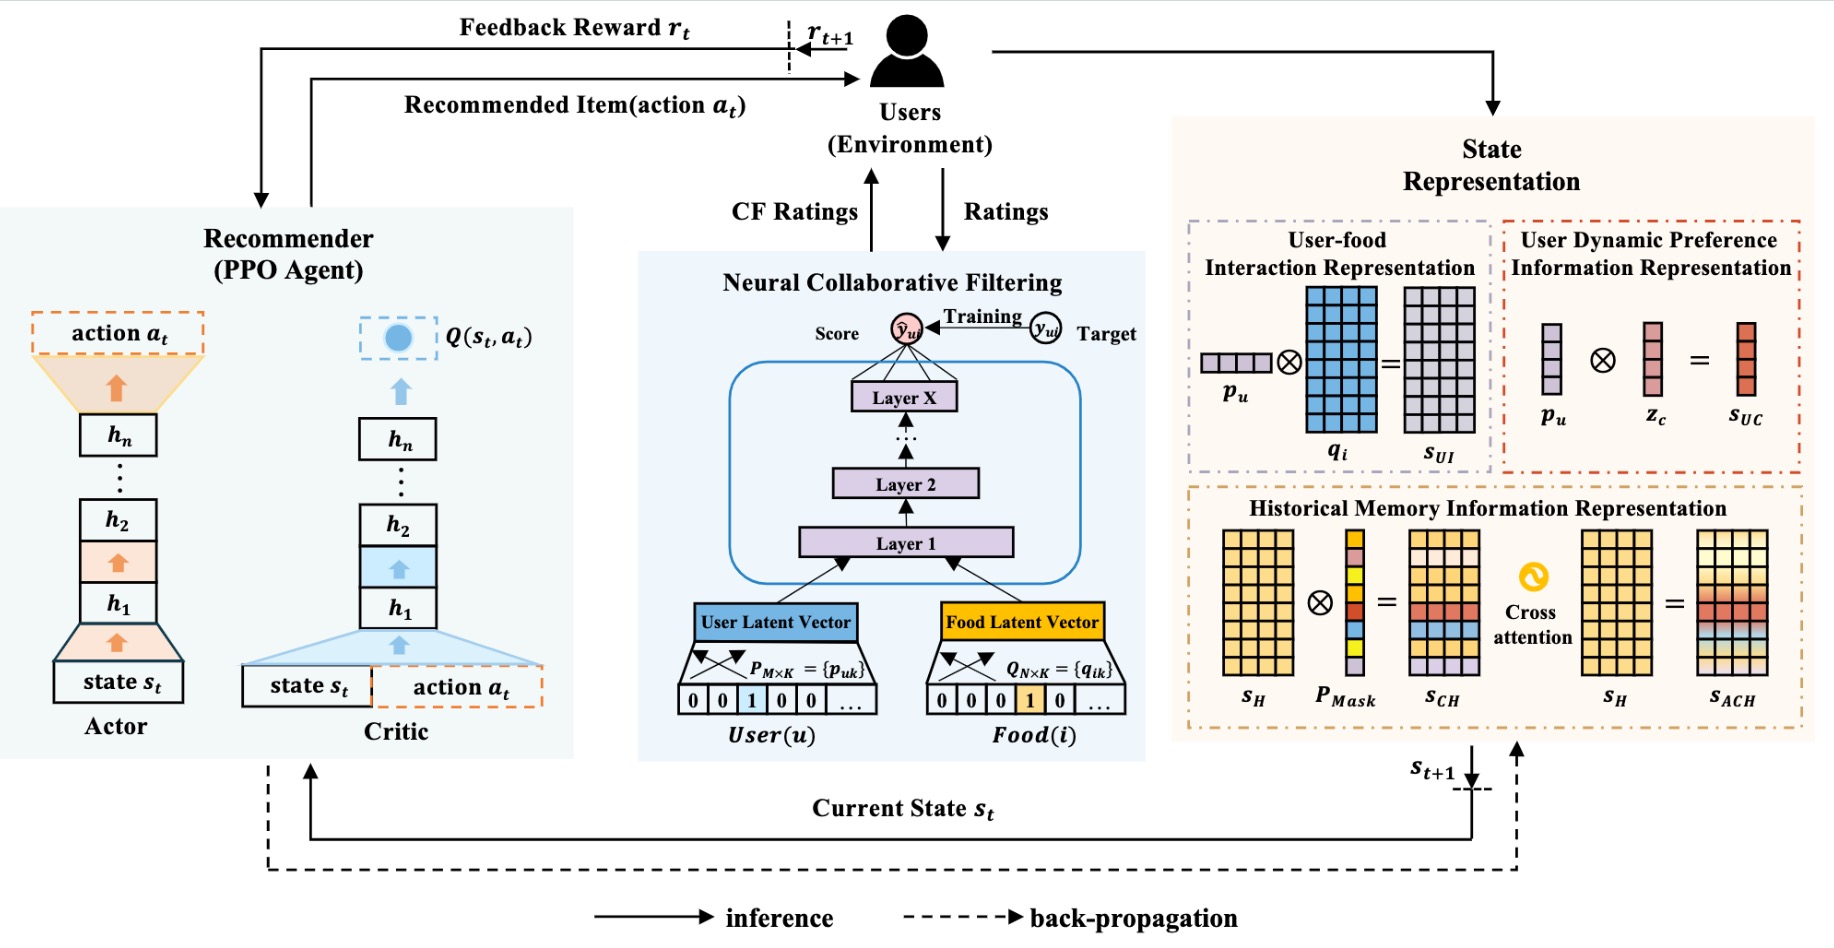 Feedback Reward r_t
r_{t+1}
Recommended Item(action a_t)
Users
(Environment)
CF Ratings
Ratings
Recommender
(PPO Agent)
action a_t
Q(s_t, a_t)
h_n
h_n
⋮
⋮
h_2
h_2
h_1
h_1
state s_t
state s_t
action a_t
Actor
Critic
Neural Collaborative Filtering
Score
ŷ_{ui}
Training
y_{ui}
Target
Layer X
...
Layer 2
Layer 1
User Latent Vector
Food Latent Vector
P_{M×K} = {p_{uk}}
Q_{N×K} = {q_{ik}}
0 0 1 0 0 ...
0 0 0 1 0 ...
User(u)
Food(i)
State
Representation
User-food
Interaction Representation
⊗ =
p_u
q_i
s_{UI}
User Dynamic Preference
Information Representation
⊗ =
p_u
z_c
s_{UC}
Historical Memory Information Representation
⊗ =
Cross
attention
=
s_H
P_{Mask}
s_{CH}
s_H
s_{ACH}
s_{t+1}
Current State s_t
inference
back-propagation